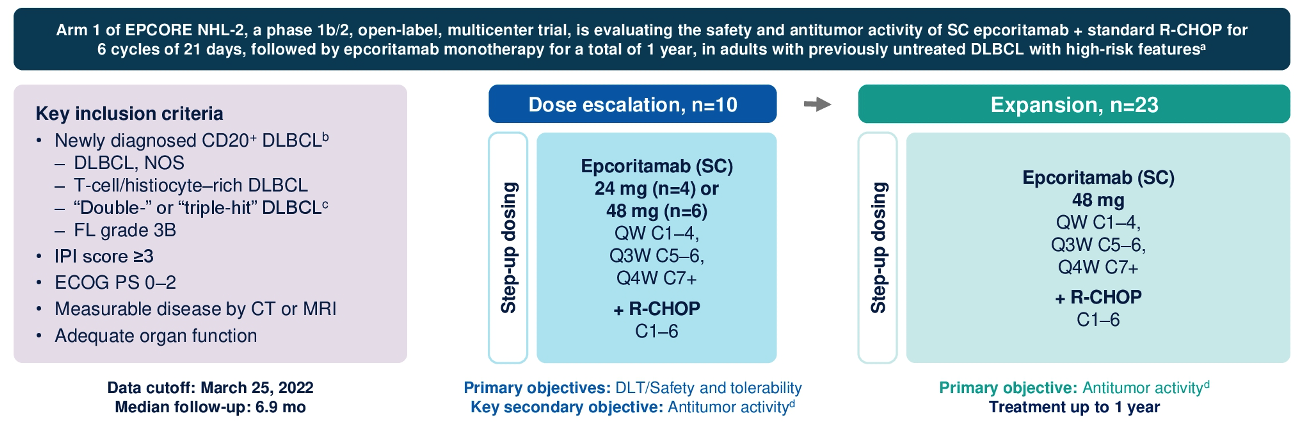 Arm 1 of EPCORE NHL-2, a phase 1b/2, open-label, multicenter trial, is evaluating the safety and antitumor activity of SC epcoritamab + standard R-CHOP for
6 cycles of 21 days, followed by epcoritamab monotherapy for a total of 1 year, in adults with previously untreated DLBCL with high-risk featuresᵃ
Key inclusion criteria
• Newly diagnosed CD20⁺ DLBCLᵇ
– DLBCL, NOS
– T-cell/histiocyte–rich DLBCL
– “Double-” or “triple-hit” DLBCLᶜ
– FL grade 3B
• IPI score ≥3
• ECOG PS 0–2
• Measurable disease by CT or MRI
• Adequate organ function
Data cutoff: March 25, 2022
Median follow-up: 6.9 mo
Dose escalation, n=10
Step-up dosing
Epcoritamab (SC)
24 mg (n=4) or
48 mg (n=6)
QW C1–4,
Q3W C5–6,
Q4W C7+
+ R-CHOP
C1–6
Primary objectives: DLT/Safety and tolerability
Key secondary objective: Antitumor activityᵈ
Expansion, n=23
Step-up dosing
Epcoritamab (SC)
48 mg
QW C1–4,
Q3W C5–6,
Q4W C7+
+ R-CHOP
C1–6
Primary objective: Antitumor activityᵈ
Treatment up to 1 year